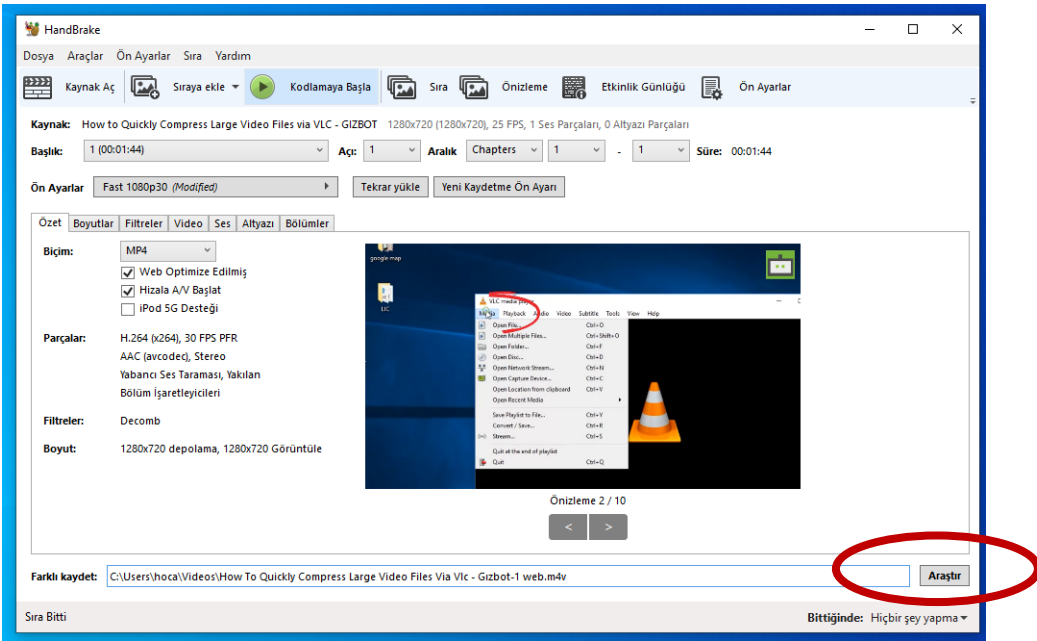 HandBrake
Dosya Araçlar Ön Ayarlar Sıra Yardım
Kaynak Aç Sıraya ekle Kodlamaya Başla Sıra Önizleme Etkinlik Günlüğü Ön Ayarlar
Kaynak: How to Quickly Compress Large Video Files via VLC - GIZBOT 1280x720 (1280x720), 25 FPS, 1 Ses Parçaları, 0 Altyazı Parçaları
Başlık: 1 (00:01:44) Açı: 1 Aralık Chapters 1 - 1 Süre: 00:01:44
Ön Ayarlar Fast 1080p30 (Modified) Tekrar yükle Yeni Kaydetme Ön Ayarı
Özet Boyutlar Filtreler Video Ses Altyazı Bölümler
Biçim: MP4
Web Optimize Edilmiş
Hizala A/V Başlat
iPod 5G Desteği
Parçalar: H.264 (x264), 30 FPS PFR
AAC (avcodec), Stereo
Yabancı Ses Taraması, Yakılan
Bölüm İşaretleyicileri
Filtreler: Decomb
Boyut: 1280x720 depolama, 1280x720 Görüntüle
google map
LIC
VLC media player
Media Playback Audio Video Subtitle Tools View Help
Open File... Ctrl+O
Open Multiple Files... Ctrl+Shift+O
Open Folder... Ctrl+F
Open Disc... Ctrl+D
Open Network Stream... Ctrl+N
Open Capture Device... Ctrl+C
Open Location from clipboard Ctrl+V
Open Recent Media
Save Playlist to File... Ctrl+Y
Convert / Save... Ctrl+R
Stream... Ctrl+S
Quit at the end of playlist
Quit Ctrl+Q
Önizleme 2 / 10
< >
Farklı kaydet: C:\Users\hoca\Videos\How To Quickly Compress Large Video Files Via Vlc - Gızbot-1 web.m4v Araştır
Sıra Bitti Bittiğinde: Hiçbir şey yapma